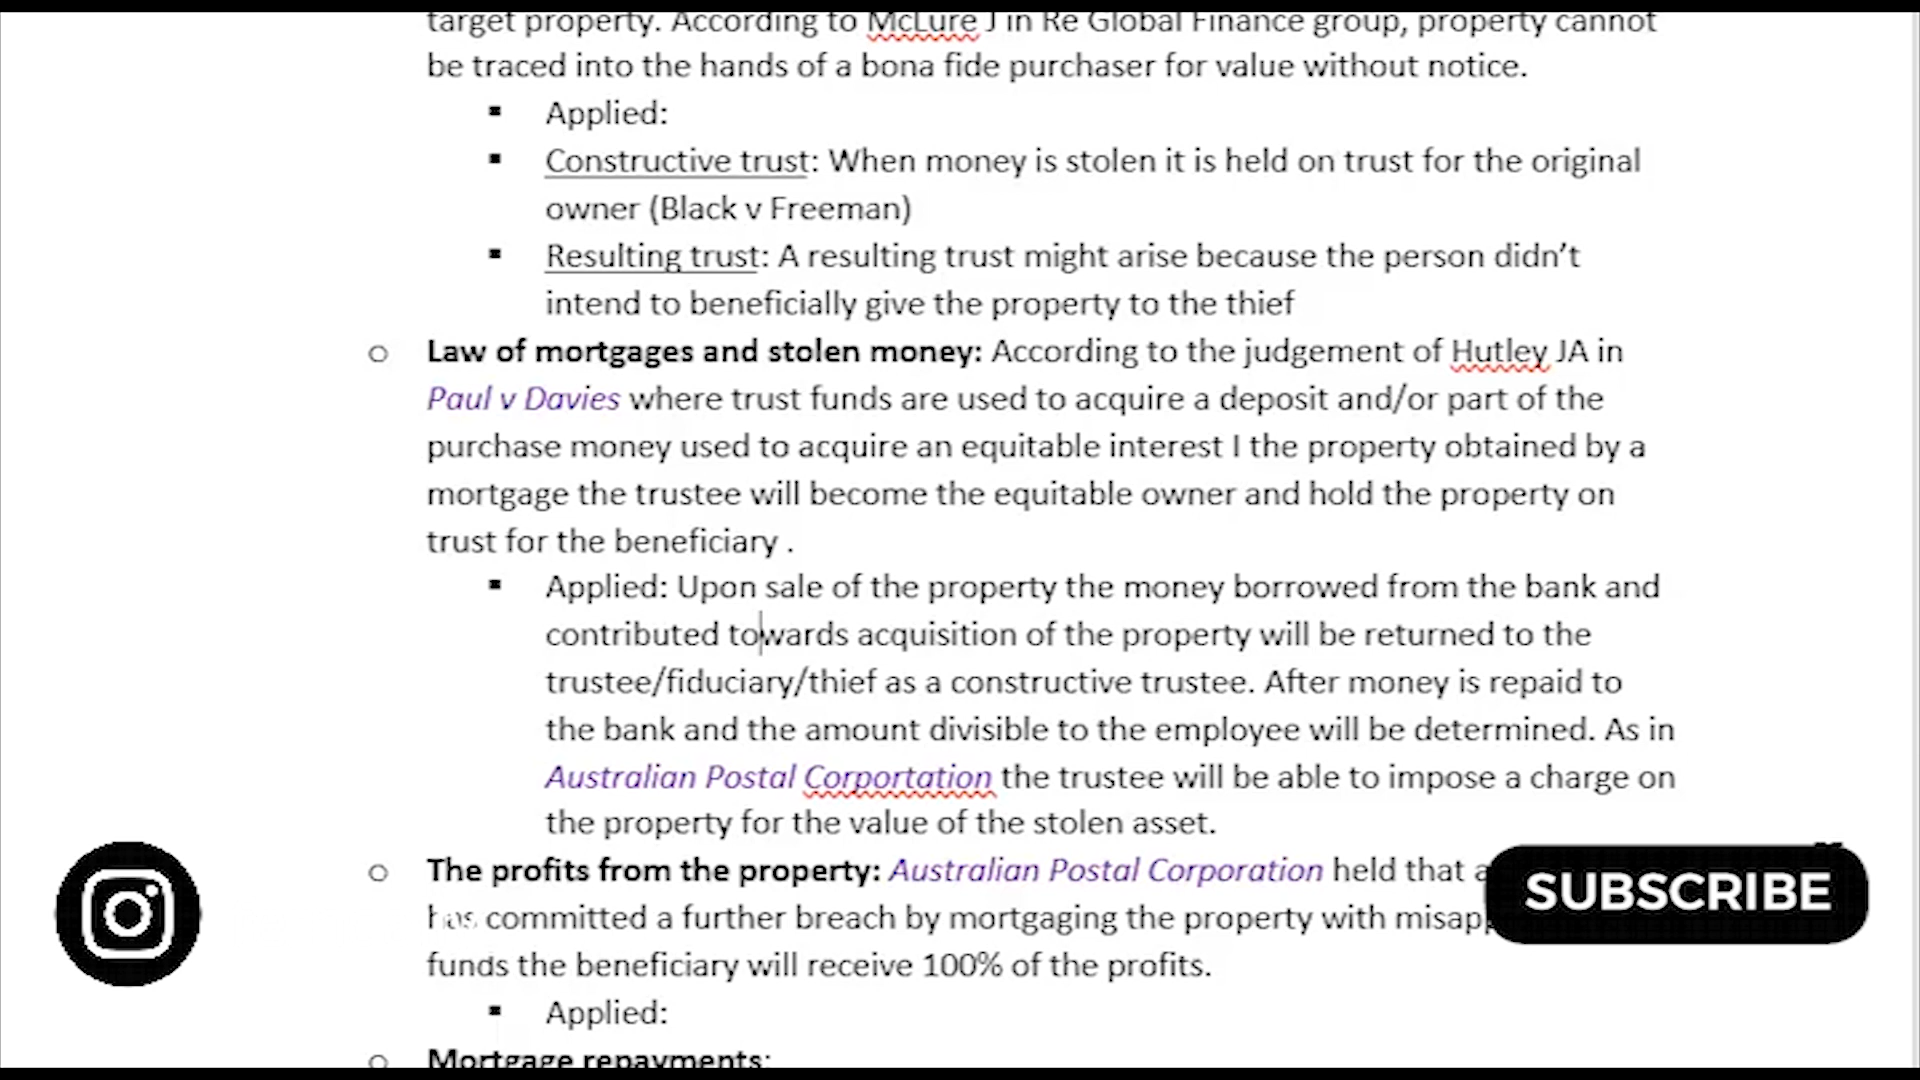 target property. According to McLure J in Re Global Finance group, property cannot
be traced into the hands of a bona fide purchaser for value without notice.
▪ Applied:
▪ Constructive trust: When money is stolen it is held on trust for the original
owner (Black v Freeman)
▪ Resulting trust: A resulting trust might arise because the person didn't
intend to beneficially give the property to the thief
o Law of mortgages and stolen money: According to the judgement of Hutley JA in
Paul v Davies where trust funds are used to acquire a deposit and/or part of the
purchase money used to acquire an equitable interest I the property obtained by a
mortgage the trustee will become the equitable owner and hold the property on
trust for the beneficiary .
▪ Applied: Upon sale of the property the money borrowed from the bank and
contributed towards acquisition of the property will be returned to the
trustee/fiduciary/thief as a constructive trustee. After money is repaid to
the bank and the amount divisible to the employee will be determined. As in
Australian Postal Corportation the trustee will be able to impose a charge on
the property for the value of the stolen asset.
o The profits from the property: Australian Postal Corporation held that
has committed a further breach by mortgaging the property with
funds the beneficiary will receive 100% of the profits.
▪ Applied:
o Mortgage repayments:
SUBSCRIBE